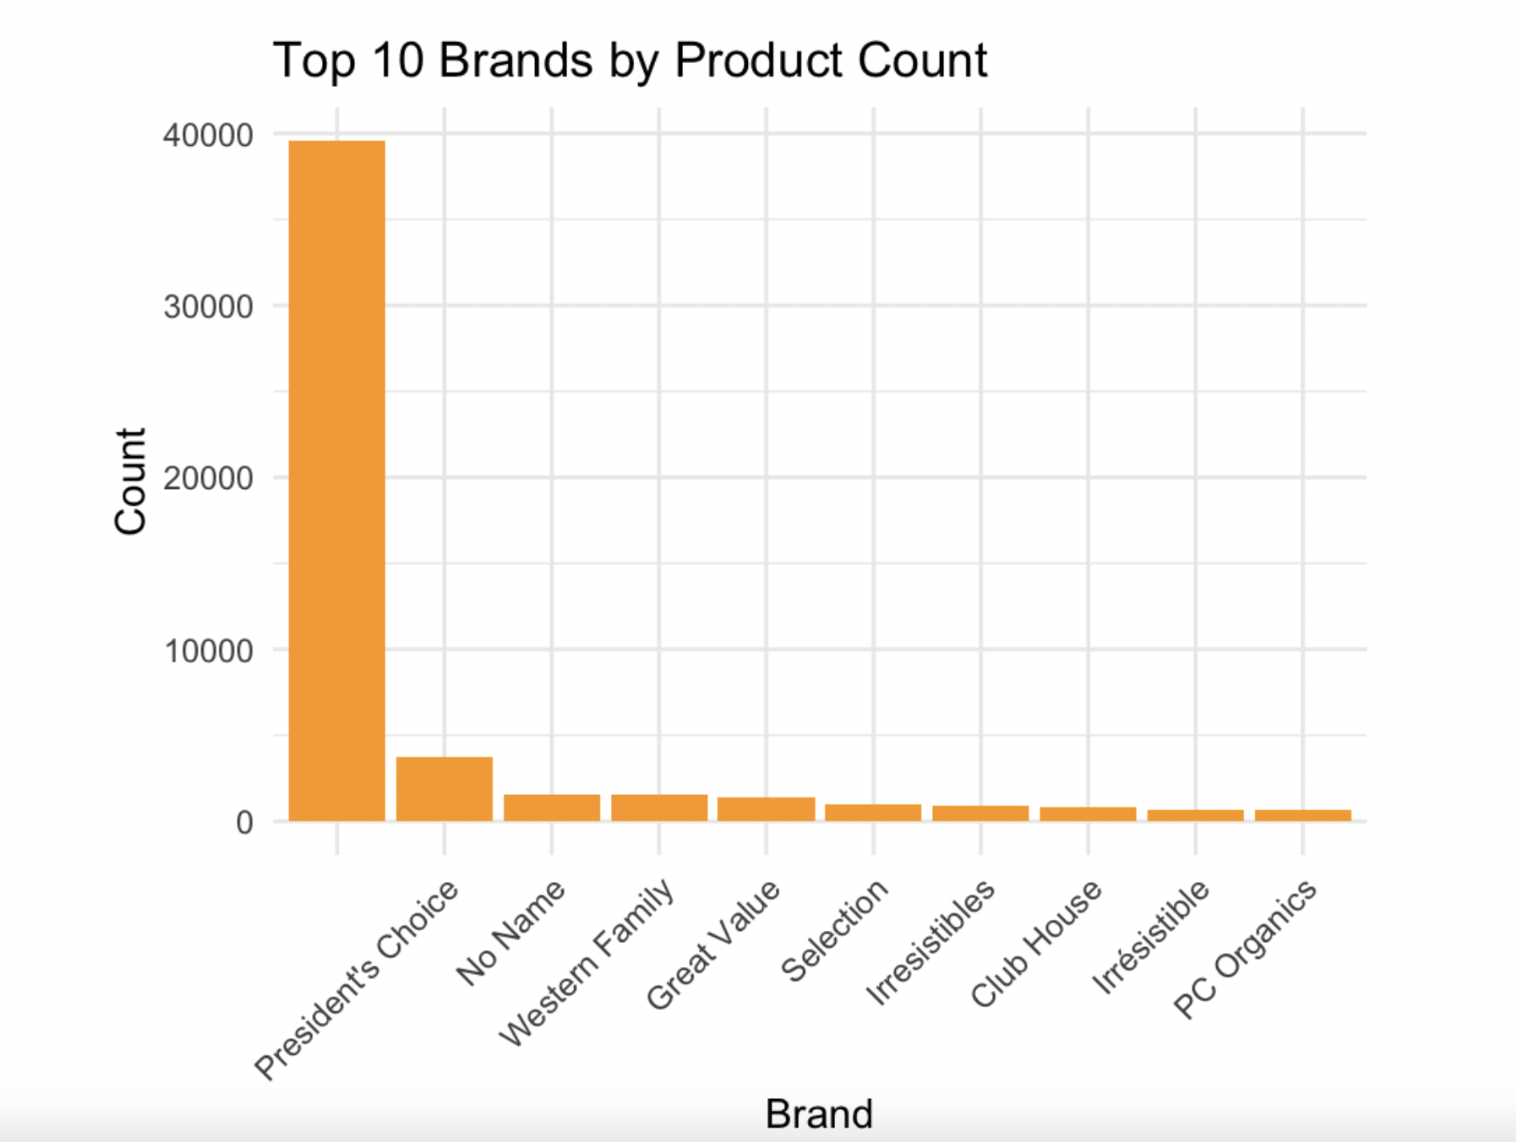 Top 10 Brands by Product Count
40000
30000
20000
10000
0
Count
President's Choice
No Name
Western Family
Great Value
Selection
Irresistibles
Club House
Irrésistible
PC Organics
Brand